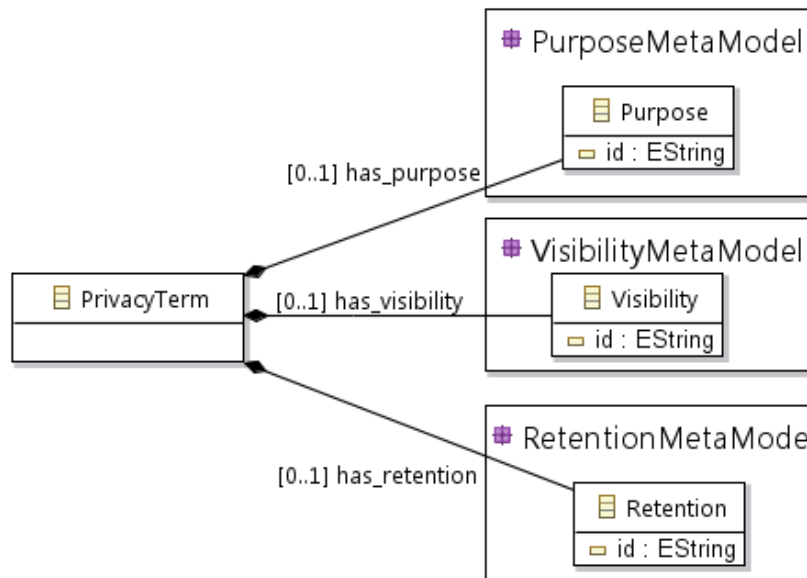 PurposeMetaModel
Purpose
id : EString
[0..1] has_purpose
VisibilityMetaModel
PrivacyTerm
[0..1] has_visibility
Visibility
id : EString
RetentionMetaMode
[0..1] has_retention
Retention
id : EString